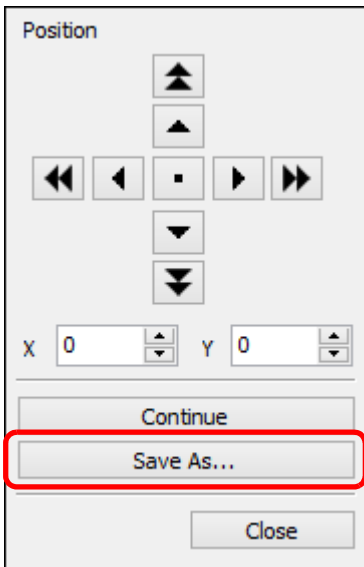 Position
X 0 Y 0
Continue
Save As...
Close